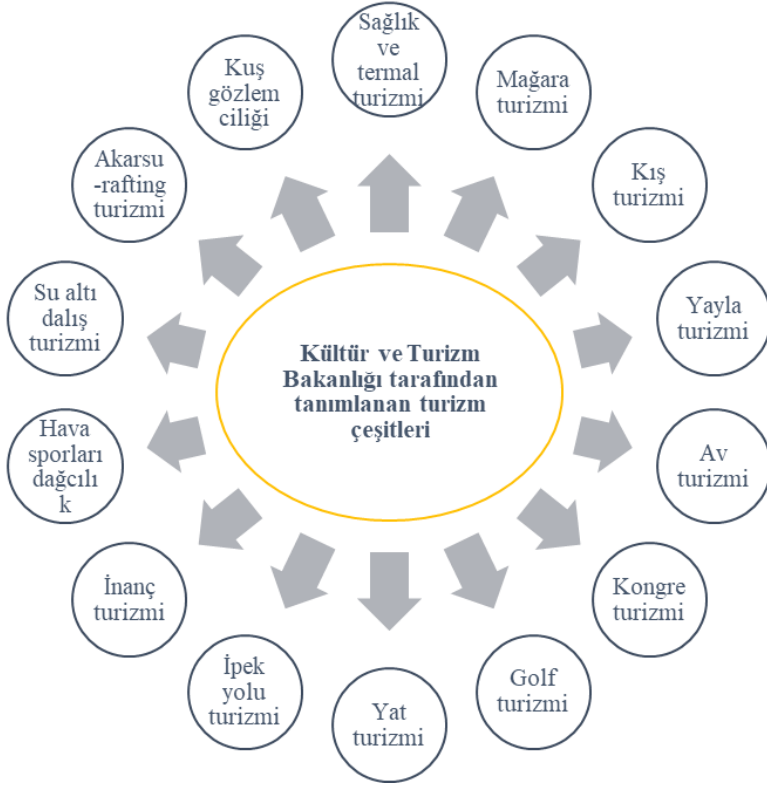 Kültür ve Turizm
Bakanlığı tarafından
tanımlanan turizm
çeşitleri
Sağlık
ve
termal
turizmi
Mağara
turizmi
Kış
turizmi
Yayla
turizmi
Av
turizmi
Kongre
turizmi
Golf
turizmi
Yat
turizmi
İpek
yolu
turizmi
İnanç
turizmi
Hava
sporları
dağcılı
k
Su altı
dalış
turizmi
Akarsu
-rafting
turizmi
Kuş
gözlem
ciliği